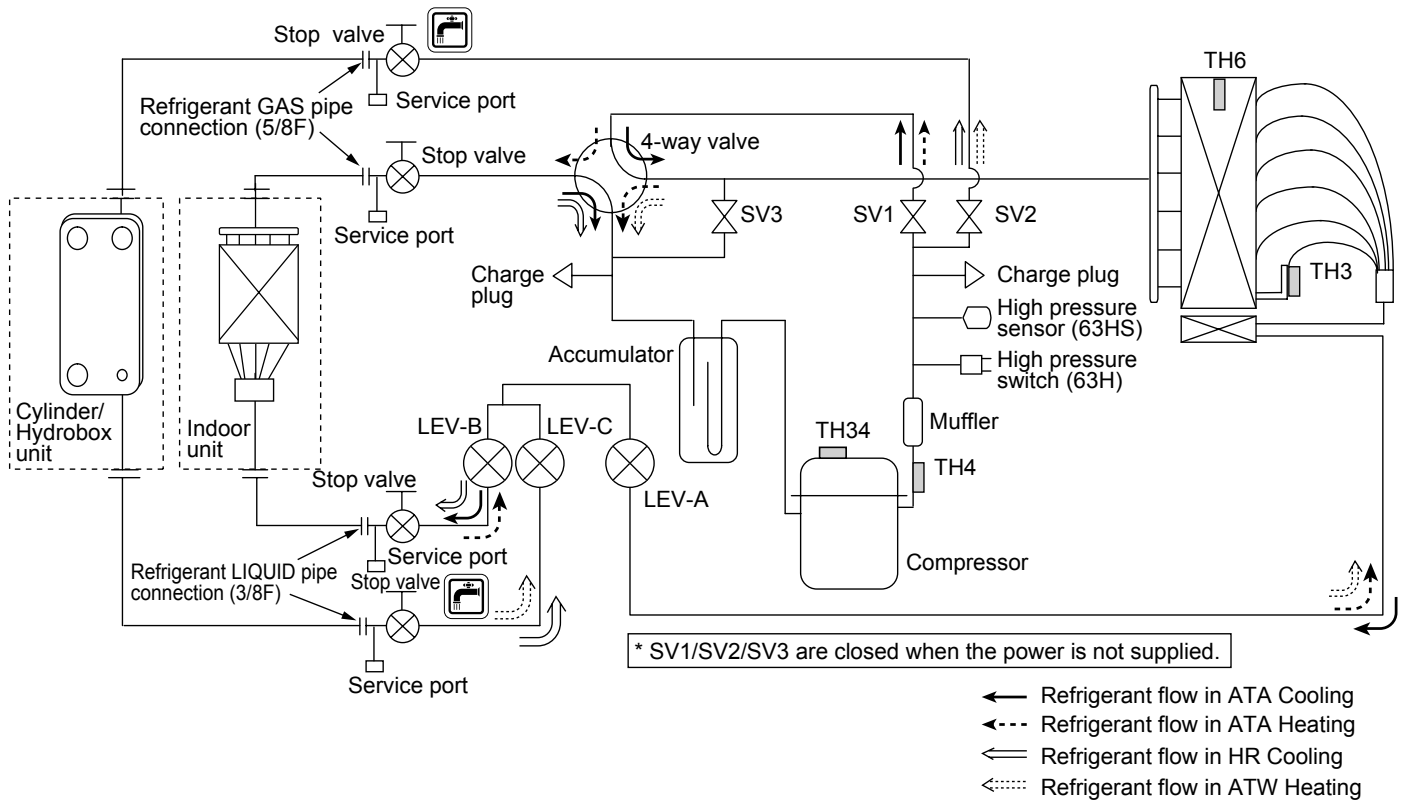 Stop valve
TH6
Refrigerant GAS pipe
connection (5/8F)
Service port
Stop valve
4-way valve
Service port
SV3
SV1
SV2
Charge
plug
Charge plug
TH3
High pressure
sensor (63HS)
High pressure
switch (63H)
Accumulator
Cylinder/
Hydrobox
unit
Indoor
unit
LEV-B
LEV-C
LEV-A
Muffler
TH34
TH4
Compressor
Stop valve
Service port
Refrigerant LIQUID pipe
connection (3/8F)
Stop valve
Service port
* SV1/SV2/SV3 are closed when the power is not supplied.
Refrigerant flow in ATA Cooling
Refrigerant flow in ATA Heating
Refrigerant flow in HR Cooling
Refrigerant flow in ATW Heating